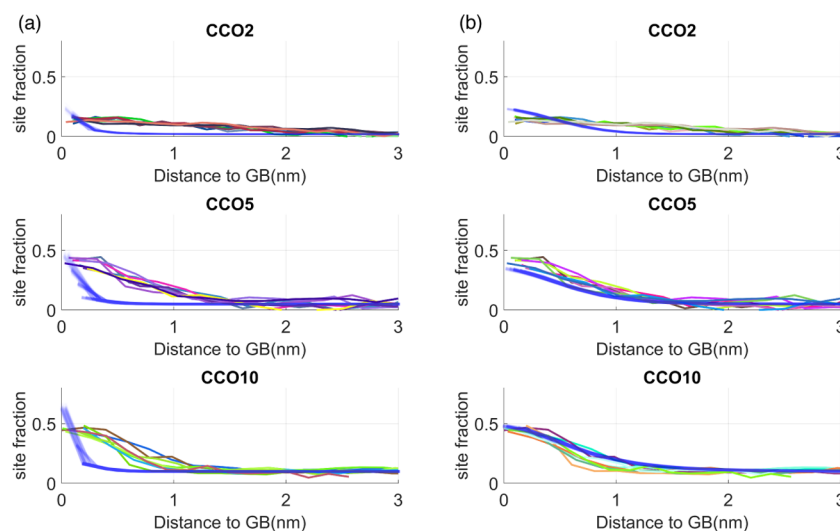 (a)
CCO2
site fraction
0.5
0
0 1 2 3
Distance to GB(nm)
CCO5
site fraction
0.5
0
0 1 2 3
Distance to GB(nm)
CCO10
site fraction
0.5
0
0 1 2 3
Distance to GB(nm)
(b)
CCO2
site fraction
0.5
0
0 1 2 3
Distance to GB(nm)
CCO5
site fraction
0.5
0
0 1 2 3
Distance to GB(nm)
CCO10
site fraction
0.5
0
0 1 2 3
Distance to GB(nm)